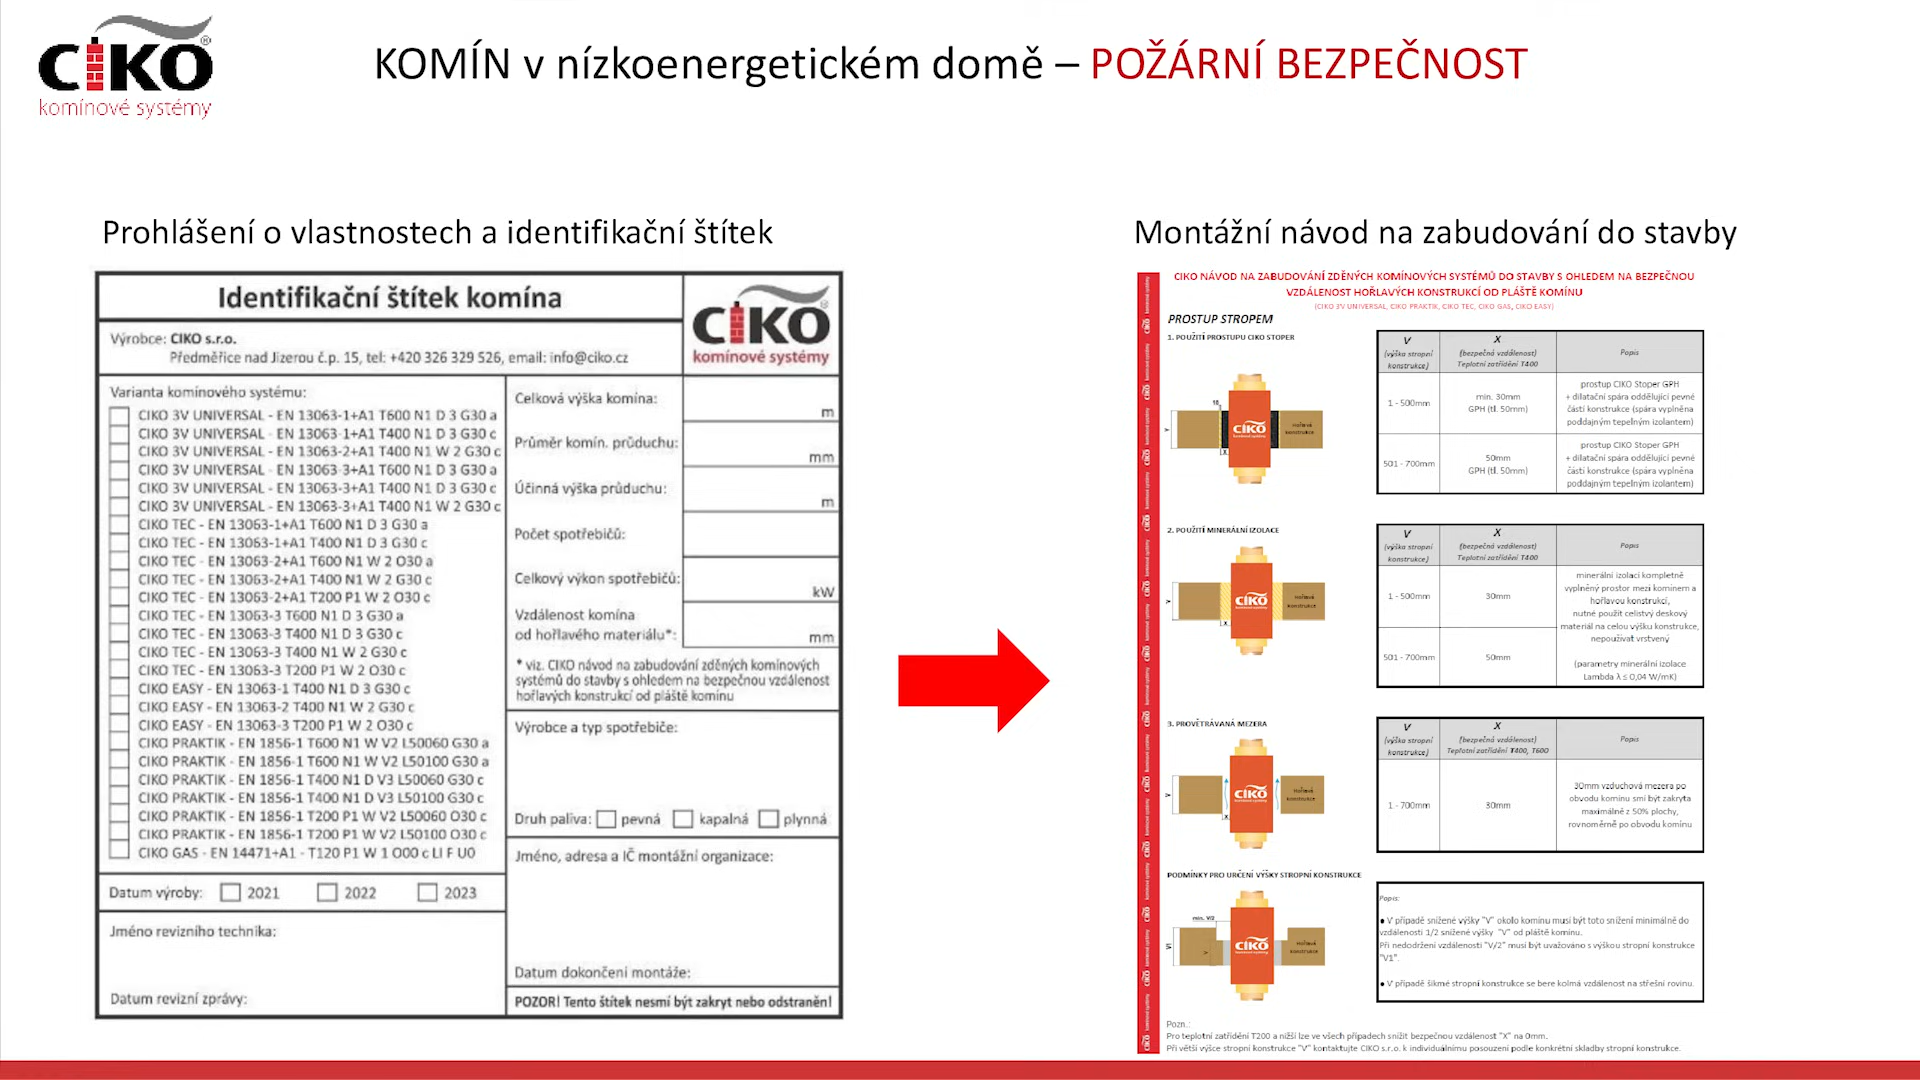 CIKO®
komínové systémy
KOMÍN v nízkoenergetickém domě – POŽÁRNÍ BEZPEČNOST
Prohlášení o vlastnostech a identifikační štítek
Identifikační štítek komína
CIKO®
komínové systémy
Výrobce: CIKO s.r.o.
Předměřice nad Jizerou č.p. 15, tel: +420 326 329 526, email: info@ciko.cz
Varianta komínového systému:
CIKO 3V UNIVERSAL - EN 13063-1+A1 T600 N1 D 3 G30 a
CIKO 3V UNIVERSAL - EN 13063-1+A1 T400 N1 D 3 G30 c
CIKO 3V UNIVERSAL - EN 13063-2+A1 T400 N1 W 2 G30 c
CIKO 3V UNIVERSAL - EN 13063-3+A1 T600 N1 D 3 G30 a
CIKO 3V UNIVERSAL - EN 13063-3+A1 T400 N1 D 3 G30 c
CIKO 3V UNIVERSAL - EN 13063-3+A1 T400 N1 W 2 G30 c
CIKO TEC - EN 13063-1+A1 T600 N1 D 3 G30 a
CIKO TEC - EN 13063-1+A1 T400 N1 D 3 G30 c
CIKO TEC - EN 13063-2+A1 T600 N1 W 2 O30 a
CIKO TEC - EN 13063-2+A1 T400 N1 W 2 G30 c
CIKO TEC - EN 13063-2+A1 T200 P1 W 2 O30 c
CIKO TEC - EN 13063-3 T600 N1 D 3 G30 a
CIKO TEC - EN 13063-3 T400 N1 D 3 G30 c
CIKO TEC - EN 13063-3 T400 N1 W 2 G30 c
CIKO TEC - EN 13063-3 T200 P1 W 2 O30 c
CIKO EASY - EN 13063-1 T400 N1 D 3 G30 c
CIKO EASY - EN 13063-2 T400 N1 W 2 G30 c
CIKO EASY - EN 13063-3 T200 P1 W 2 O30 c
CIKO PRAKTIK - EN 1856-1 T600 N1 W V2 L50060 G30 a
CIKO PRAKTIK - EN 1856-1 T600 N1 W V2 L50100 G30 a
CIKO PRAKTIK - EN 1856-1 T400 N1 D V3 L50060 G30 c
CIKO PRAKTIK - EN 1856-1 T400 N1 D V3 L50100 G30 c
CIKO PRAKTIK - EN 1856-1 T200 P1 W V2 L50060 O30 c
CIKO PRAKTIK - EN 1856-1 T200 P1 W V2 L50100 O30 c
CIKO GAS - EN 14471+A1 - T120 P1 W 1 O00 c LI F U0
Datum výroby: 2021 2022 2023
Jméno revizního technika:
Datum revizní zprávy:
Celková výška komína: m
Průměr komín. průduchu: mm
Účinná výška průduchu: m
Počet spotřebičů:
Celkový výkon spotřebičů: kW
Vzdálenost komína
od hořlavého materiálu*: mm
* viz. CIKO návod na zabudování zděných komínových
systémů do stavby s ohledem na bezpečnou vzdálenost
hořlavých konstrukcí od pláště komínu
Výrobce a typ spotřebiče:
Druh paliva: pevná kapalná plynná
Jméno, adresa a IČ montážní organizace:
Datum dokončení montáže:
POZOR! Tento štítek nesmí být zakryt nebo odstraněn!
Montážní návod na zabudování do stavby
CIKO NÁVOD NA ZABUDOVÁNÍ ZDĚNÝCH KOMÍNOVÝCH SYSTÉMŮ DO STAVBY S OHLEDEM NA BEZPEČNOU
VZDÁLENOST HOŘLAVÝCH KONSTRUKCÍ OD PLÁŠTĚ KOMÍNU
(CIKO 3V UNIVERSAL, CIKO PRAKTIK, CIKO TEC, CIKO GAS, CIKO EASY)
PROSTUP STROPEM
1. POUŽITÍ PROSTUPU CIKO STOPER
10
V
X
CIKO
komínové systémy
Hořlavá
konstrukce
V
(výška stropní
konstrukce)
X
(bezpečná vzdálenost)
Teplotní zatřídění T400
Popis
1 - 500mm
min. 30mm
GPH (tl. 50mm)
prostup CIKO Stoper GPH
+ dilatační spára oddělující pevné
části konstrukce (spára vyplněna
poddajným tepelným izolantem)
501 - 700mm
50mm
GPH (tl. 50mm)
prostup CIKO Stoper GPH
+ dilatační spára oddělující pevné
části konstrukce (spára vyplněna
poddajným tepelným izolantem)
2. POUŽITÍ MINERÁLNÍ IZOLACE
V
X
CIKO
komínové systémy
Hořlavá
konstrukce
V
(výška stropní
konstrukce)
X
(bezpečná vzdálenost)
Teplotní zatřídění T400
Popis
1 - 500mm
30mm
501 - 700mm
50mm
minerální izolací kompletně
vyplněný prostor mezi komínem a
hořlavou konstrukcí,
nutné použít celistvý deskový
materiál na celou výšku konstrukce,
nepoužívat vrstvený
(parametry minerální izolace
Lambda λ ≤ 0,04 W/mK)
3. PROVĚTRÁVANÁ MEZERA
V
X
CIKO
komínové systémy
Hořlavá
konstrukce
V
(výška stropní
konstrukce)
X
(bezpečná vzdálenost)
Teplotní zatřídění T400, T600
Popis
1 - 700mm
30mm
30mm vzduchová mezera po
obvodu komínu smí být zakryta
maximálně z 50% plochy,
rovnoměrně po obvodu komínu
PODMÍNKY PRO URČENÍ VÝŠKY STROPNÍ KONSTRUKCE
min. V/2
V1
V
CIKO
komínové systémy
Hořlavá
konstrukce
Popis:
● V případě snížené výšky "V" okolo komínu musí být toto snížení minimálně do
vzdálenosti 1/2 snížené výšky "V" od pláště komínu.
Při nedodržení vzdálenosti "V/2" musí být uvažováno s výškou stropní konstrukce
"V1".
● V případě šikmé stropní konstrukce se bere kolmá vzdálenost na střešní rovinu.
Pozn.:
Pro teplotní zatřídění T200 a nižší lze ve všech případech snížit bezpečnou vzdálenost "X" na 0mm.
Při větší výšce stropní konstrukce "V" kontaktujte CIKO s.r.o. k individuálnímu posouzení podle konkrétní skladby stropní konstrukce.